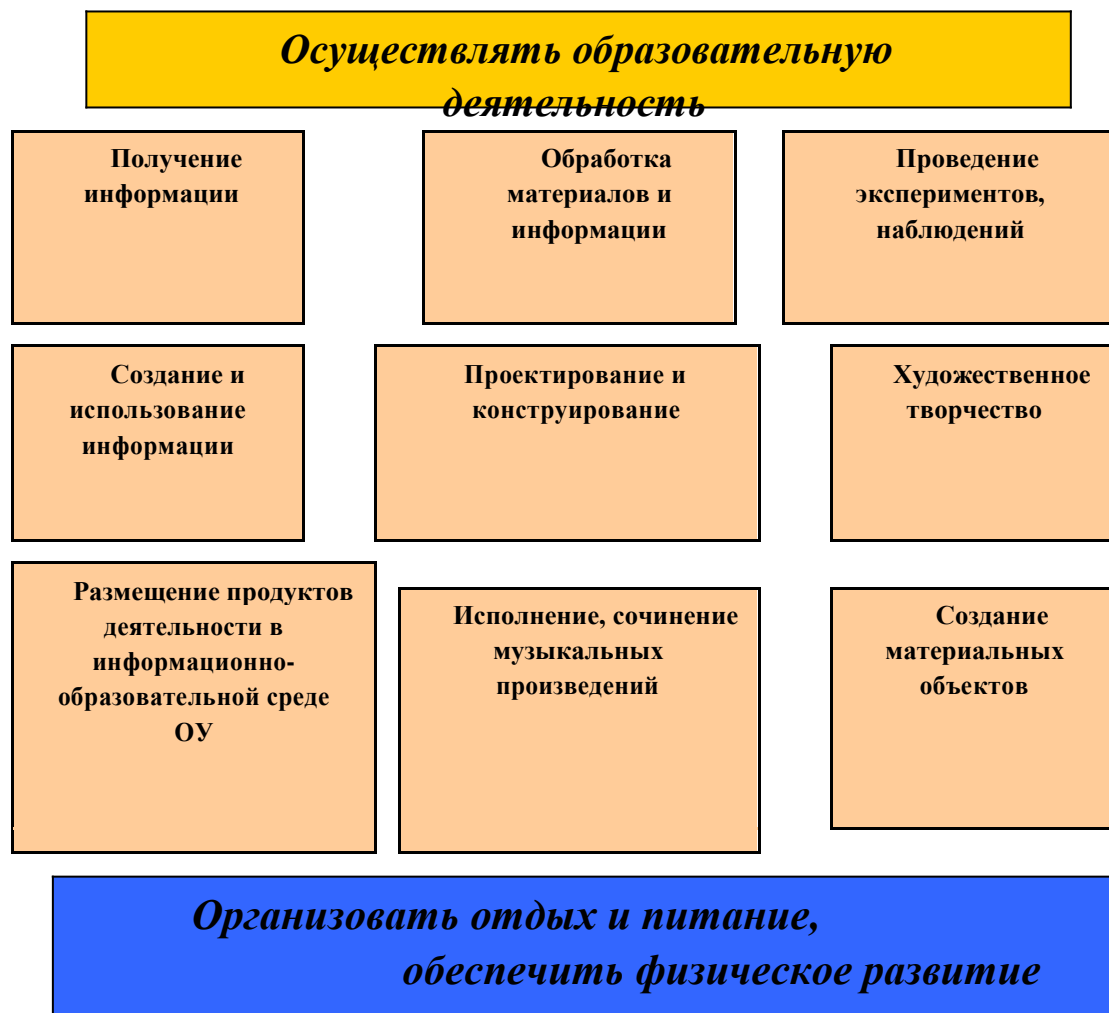 Осуществлять образовательную
деятельность
Получение
информации
Обработка
материалов и
информации
Проведение
экспериментов,
наблюдений
Создание и
использование
информации
Проектирование и
конструирование
Художественное
творчество
Размещение продуктов
деятельности в
информационно-
образовательной среде
ОУ
Исполнение, сочинение
музыкальных
произведений
Создание
материальных
объектов
Организовать отдых и питание,
обеспечить физическое развитие